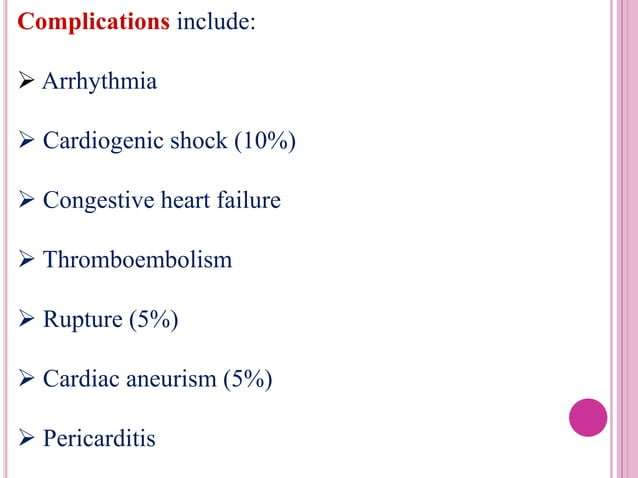 Complications include:
➢ Arrhythmia
➢ Cardiogenic shock (10%)
➢ Congestive heart failure
➢ Thromboembolism
➢ Rupture (5%)
➢ Cardiac aneurism (5%)
➢ Pericarditis